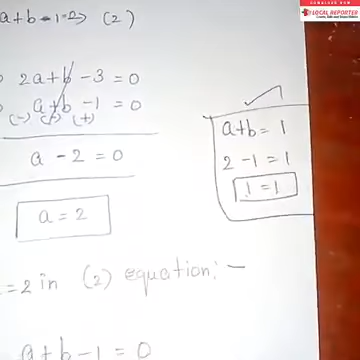 a+b-1=0 → (2)
LOCAL REPORTER
2a+b-3=0
a+b-1=0
(-) (-) (+)
a-2=0
a=2
a+b=1
2-1=1
1=1
=2 in (2) equation:-
a+b-1=0